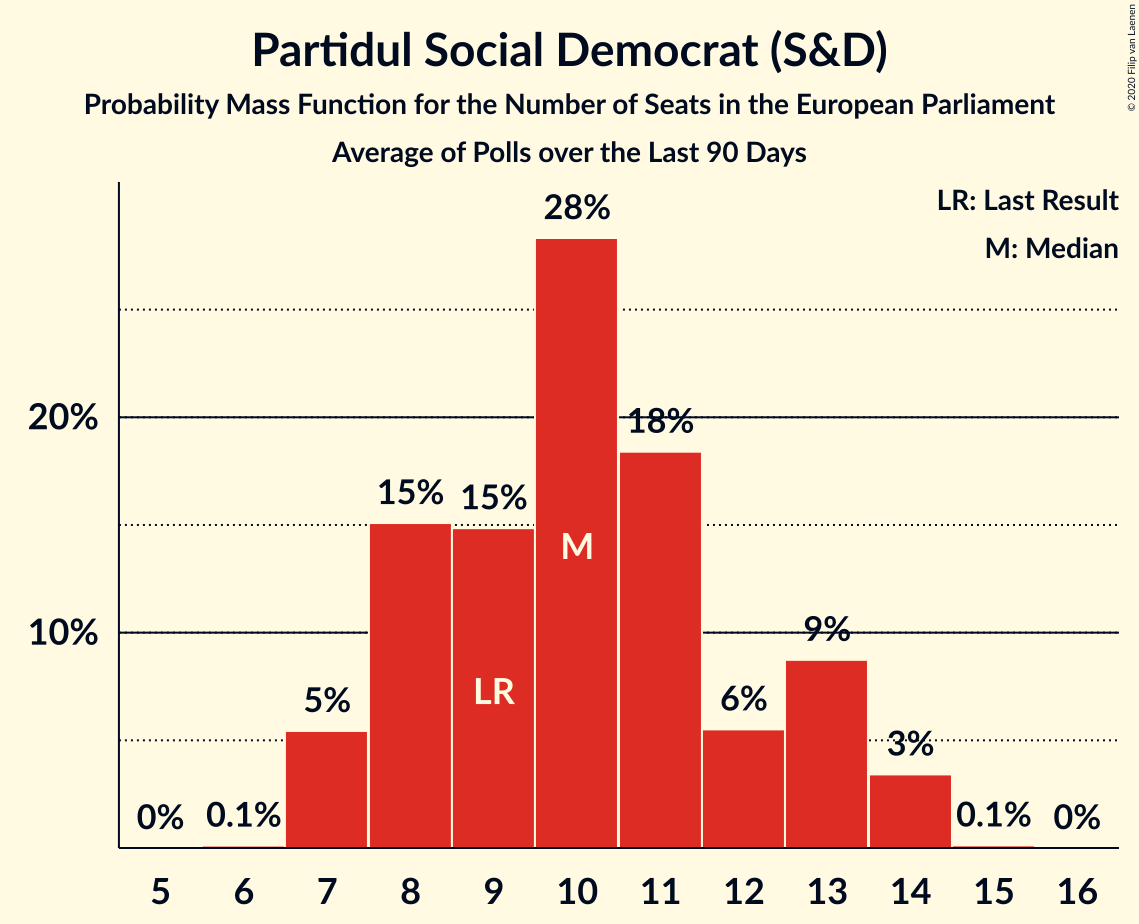 Partidul Social Democrat (S&D)
Probability Mass Function for the Number of Seats in the European Parliament
Average of Polls over the Last 90 Days
© 2020 Filip van Laenen
LR: Last Result
M: Median
28%
20%
18%
15%
15%
M
10%
9%
LR
5%
6%
3%
0%
0.1%
0.1%
0%
5 6 7 8 9 10 11 12 13 14 15 16